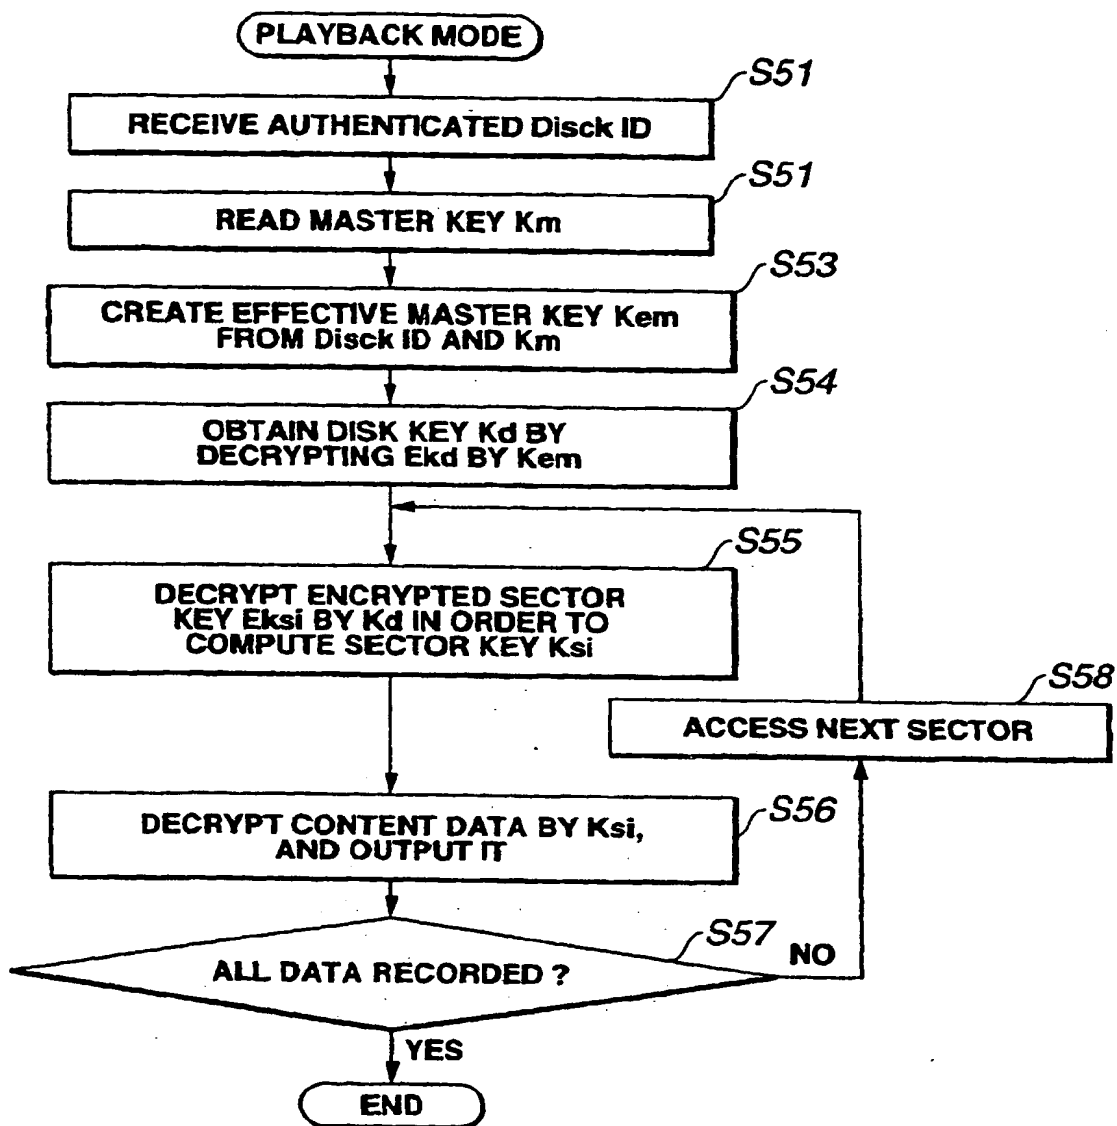 PLAYBACK MODE
S51
RECEIVE AUTHENTICATED Disck ID
S51
READ MASTER KEY Km
S53
CREATE EFFECTIVE MASTER KEY Kem
FROM Disck ID AND Km
S54
OBTAIN DISK KEY Kd BY
DECRYPTING Ekd BY Kem
S55
DECRYPT ENCRYPTED SECTOR
KEY Eksi BY Kd IN ORDER TO
COMPUTE SECTOR KEY Ksi
S58
ACCESS NEXT SECTOR
S56
DECRYPT CONTENT DATA BY Ksi,
AND OUTPUT IT
S57
NO
ALL DATA RECORDED ?
YES
END